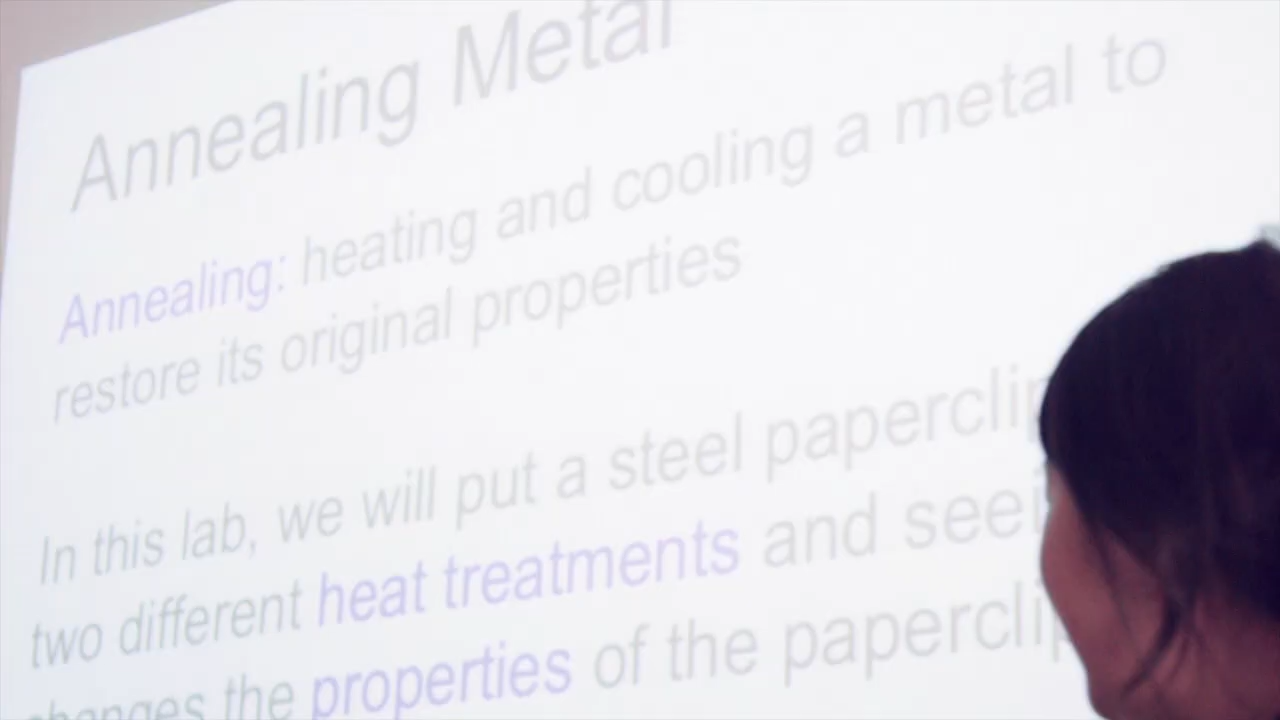 Annealing Metal
Annealing: heating and cooling a metal to
restore its original properties
In this lab, we will put a steel paperclip
two different heat treatments and seei
changes the properties of the paperclip